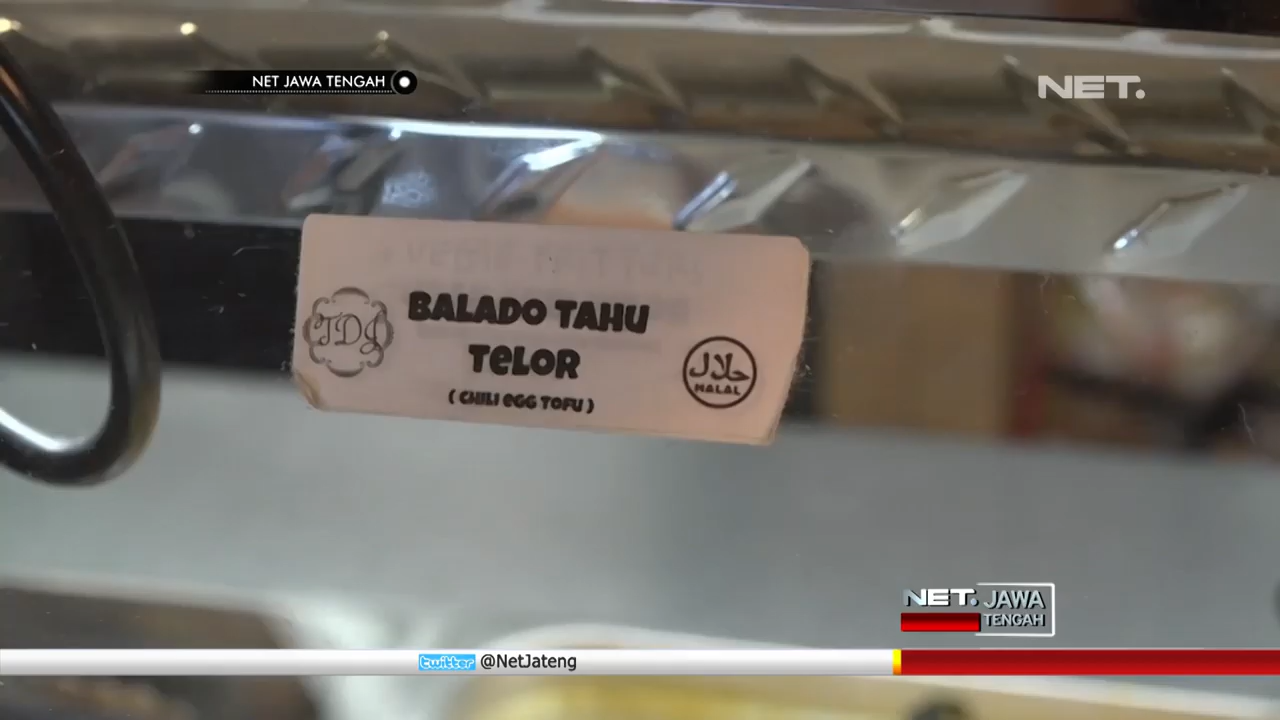 NET JAWA TENGAH
NET.
BALADO TAHU
TELOR
( CHILI EGG TOFU )
TDJ
حلال
HALAL
NET. JAWA
TENGAH
twitter @NetJateng